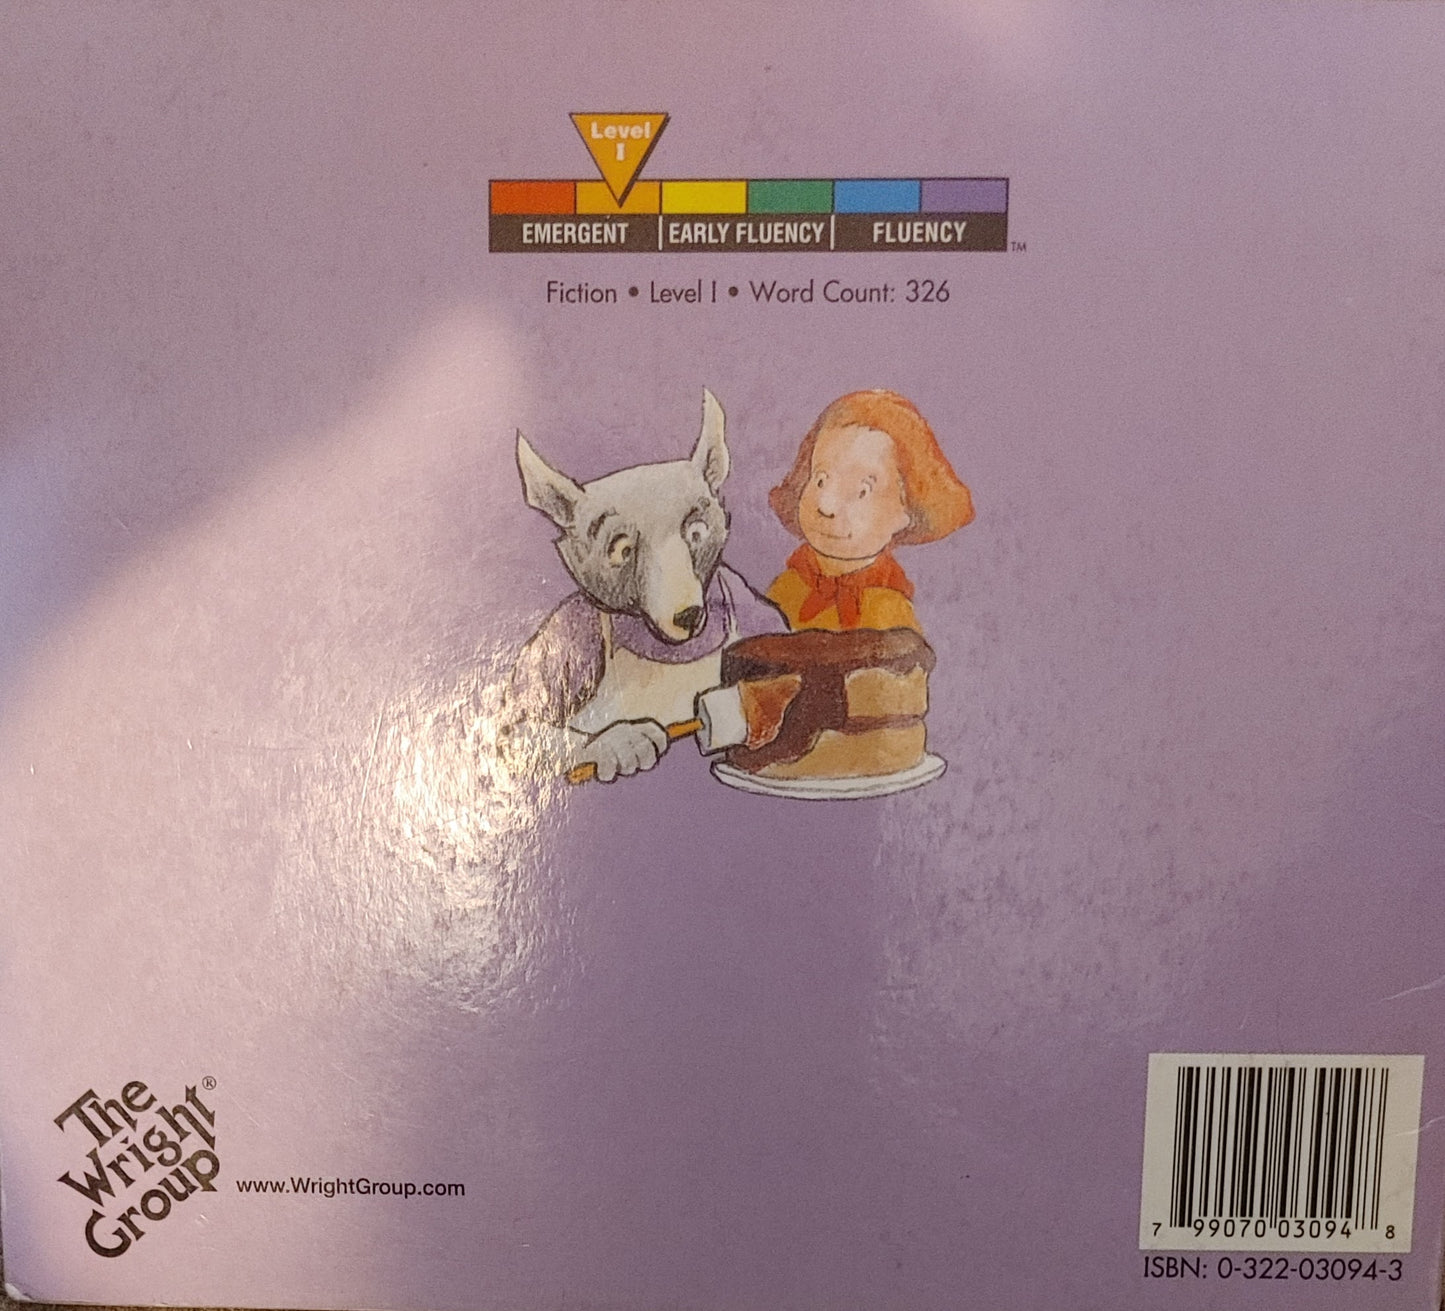 Level
I
EMERGENT EARLY FLUENCY FLUENCY ™
Fiction • Level I • Word Count: 326
The
Wright
Group®
www.WrightGroup.com
7 99070 03094 8
ISBN: 0-322-03094-3